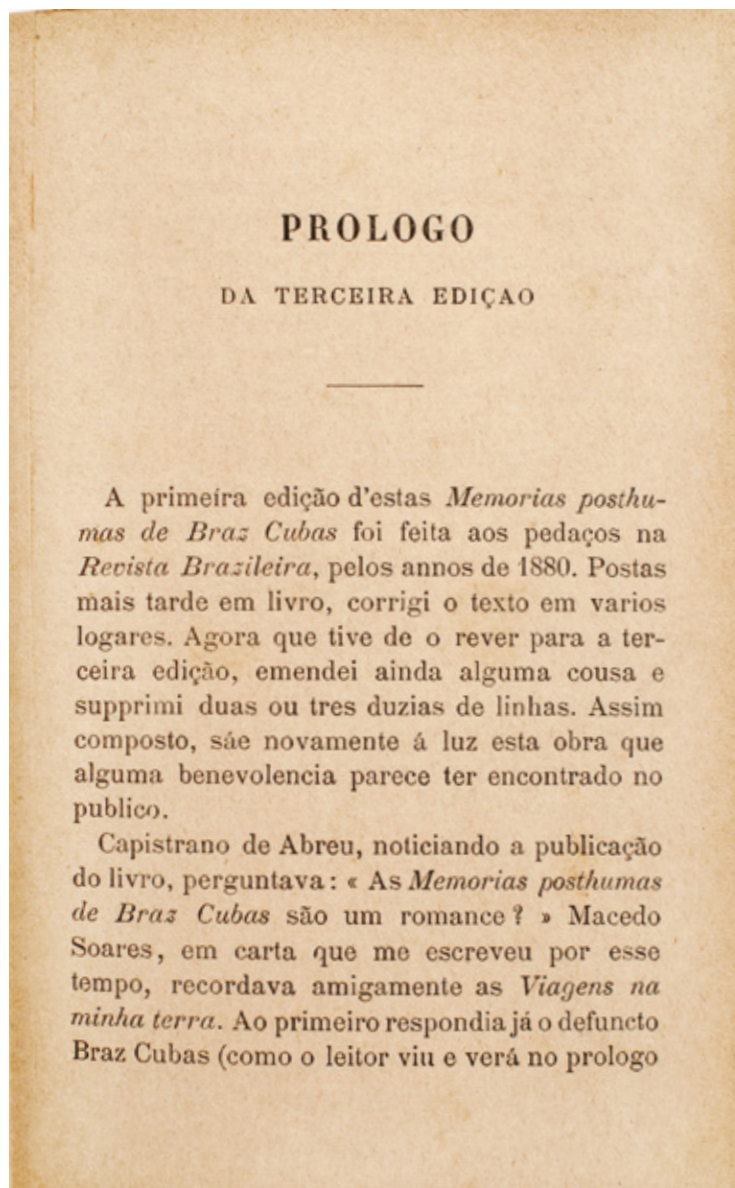 PROLOGO
DA TERCEIRA EDIÇAO
A primeira edição d'estas Memorias posthu-
mas de Braz Cubas foi feita aos pedaços na
Revista Brazileira, pelos annos de 1880. Postas
mais tarde em livro, corrigi o texto em varios
logares. Agora que tive de o rever para a ter-
ceira edição, emendei ainda alguma cousa e
supprimi duas ou tres duzias de linhas. Assim
composto, sáe novamente á luz esta obra que
alguma benevolencia parece ter encontrado no
publico.
Capistrano de Abreu, noticiando a publicação
do livro, perguntava : « As Memorias posthumas
de Braz Cubas são um romance ? » Macedo
Soares, em carta que me escreveu por esse
tempo, recordava amigamente as Viagens na
minha terra. Ao primeiro respondia já o defuncto
Braz Cubas (como o leitor viu e verá no prologo